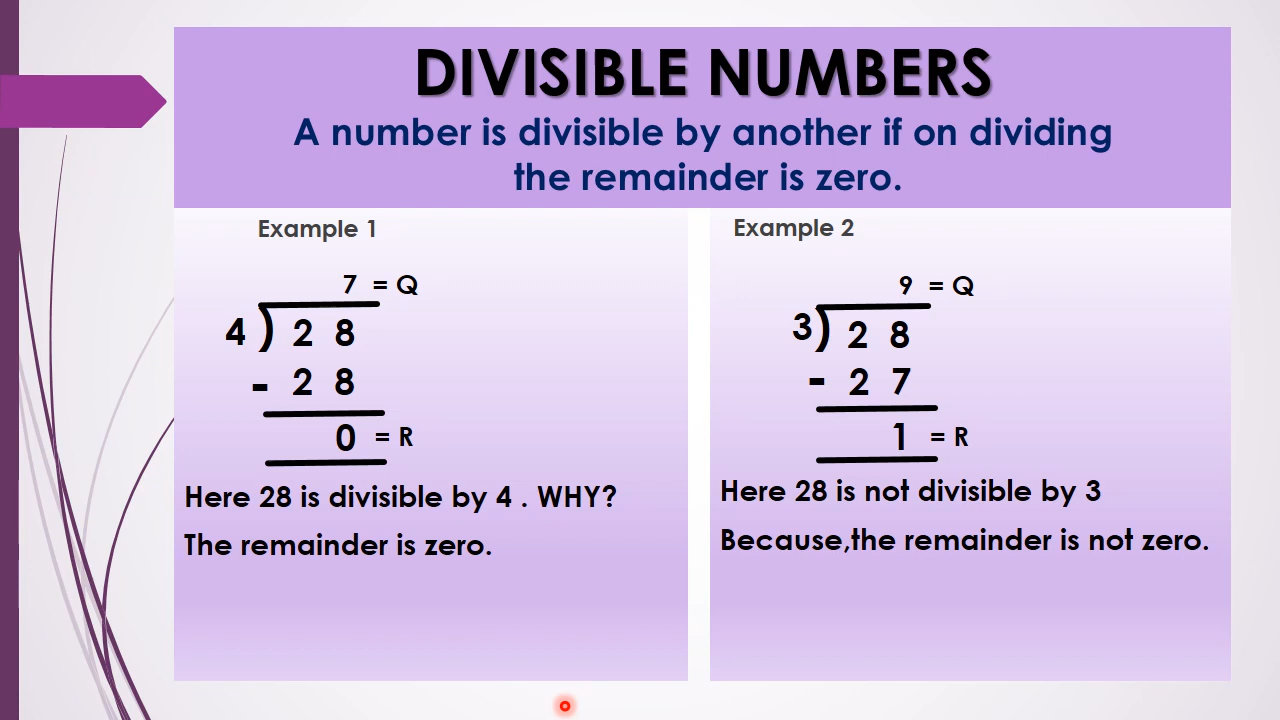 DIVISIBLE NUMBERS
A number is divisible by another if on dividing
the remainder is zero.
Example 1
7 = Q
4 ) 2 8
- 2 8
0 = R
Here 28 is divisible by 4 . WHY?
The remainder is zero.
Example 2
9 = Q
3 ) 2 8
- 2 7
1 = R
Here 28 is not divisible by 3
Because,the remainder is not zero.